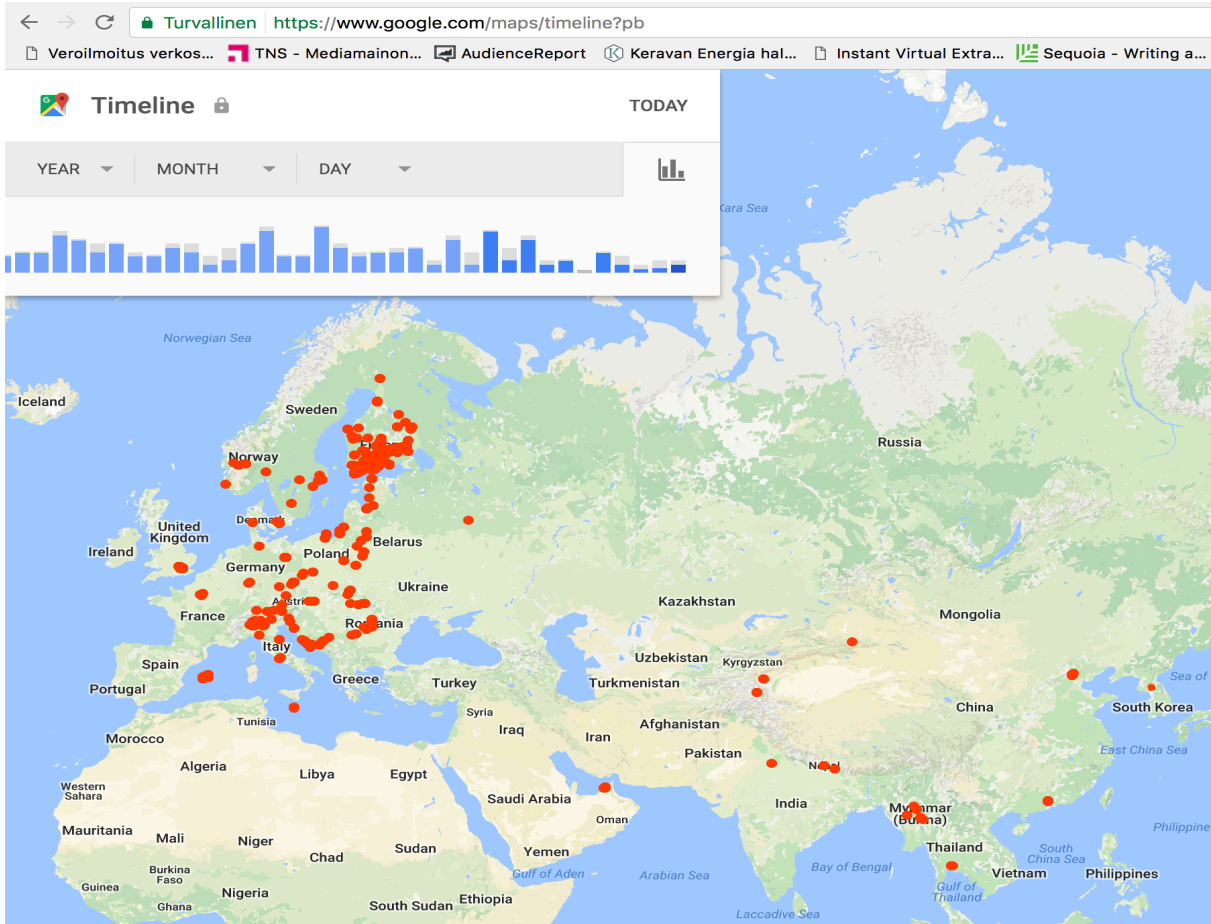 Turvallinen https://www.google.com/maps/timeline?pb
Veroilmoitus verkos... TNS - Mediamainon... AudienceReport Keravan Energia hal... Instant Virtual Extra... Sequoia - Writing a...
Timeline TODAY
YEAR MONTH DAY
Kara Sea
Norwegian Sea
Iceland
Sweden
Russia
Norway
Denmark
United
Kingdom
Ireland
Belarus
Poland
Germany
Ukraine
Kazakhstan
Austri
Mongolia
France
Romania
Italy
Uzbekistan
Kyrgyzstan
Spain
Greece
Turkey
Turkmenistan
Sea of
Portugal
China
South Korea
Syria
Tunisia
Iraq
Iran
Afghanistan
Morocco
Pakistan
East China Sea
Algeria
Libya
Egypt
Nepal
Western
Sahara
Saudi Arabia
India
Myanmar
(Burma)
Oman
Mauritania
Mali
Niger
Chad
Sudan
Yemen
Thailand
South
China Sea
Philippine
Burkina
Faso
Gulf of Aden
Arabian Sea
Bay of Bengal
Vietnam
Philippines
Guinea
Nigeria
Gulf of
Thailand
Ghana
South Sudan
Ethiopia
Laccadive Sea